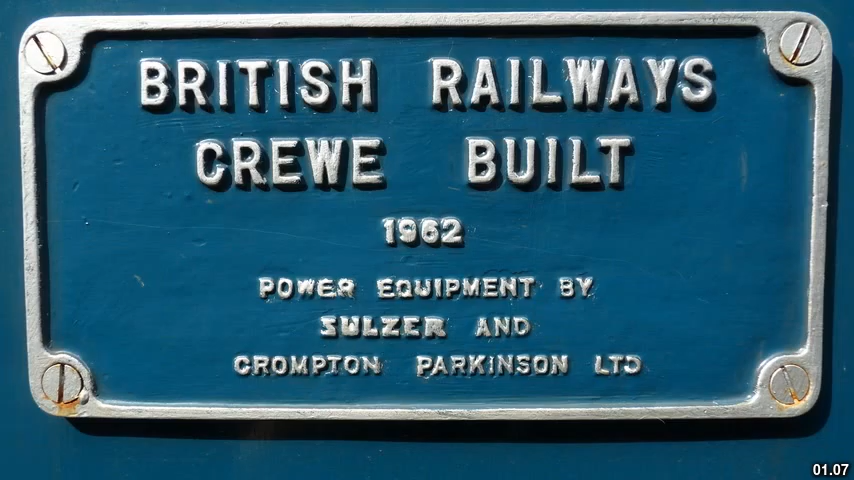 BRITISH RAILWAYS
CREWE BUILT
1962
POWER EQUIPMENT BY
SULZER AND
CROMPTON PARKINSON LTD
01.07